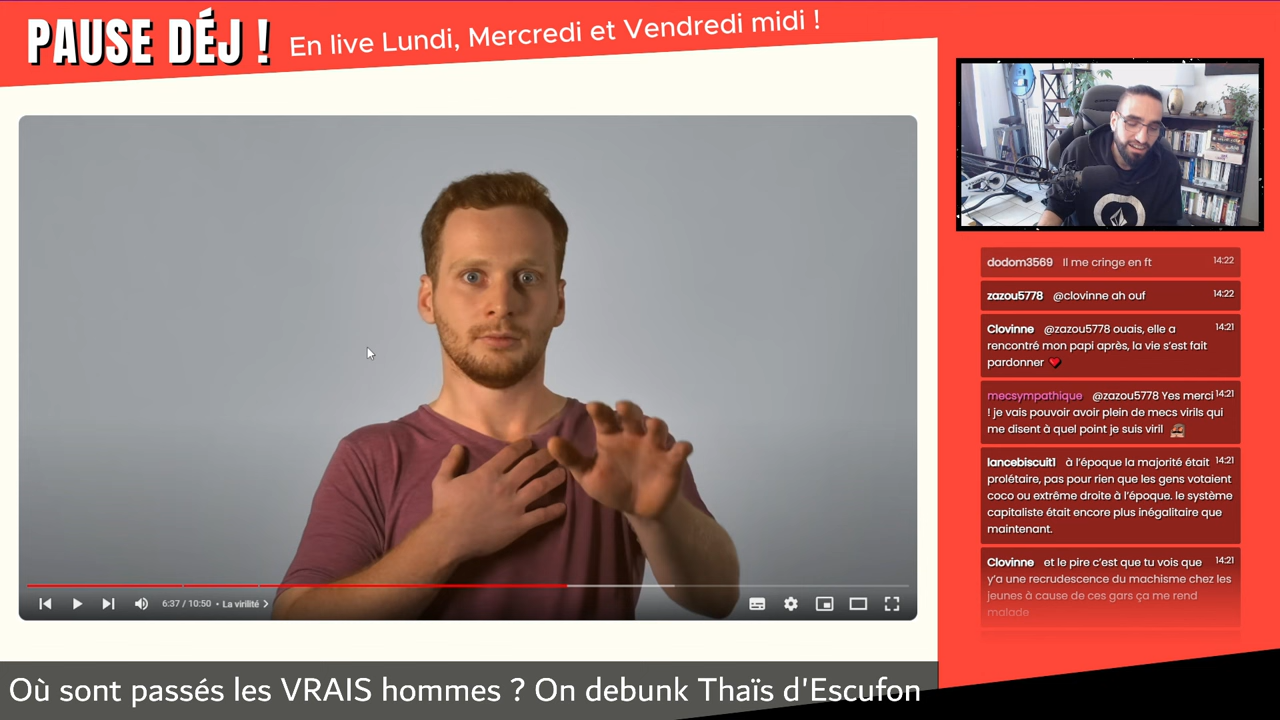 PAUSE DÉJ !
En live Lundi, Mercredi et Vendredi midi !
6:37 / 10:50 • La virilité >
dodom3569 Il me cringe en ft 14:22
zazou5778 @clovinne ah ouf 14:22
Clovinne @zazou5778 ouais, elle a 14:21
rencontré mon papi après, la vie s'est fait
pardonner
mecsympathique @zazou5778 Yes merci 14:21
! je vais pouvoir avoir plein de mecs virils qui
me disent à quel point je suis viril
lancebiscuit1 à l'époque la majorité était 14:21
prolétaire, pas pour rien que les gens votaient
coco ou extrême droite à l'époque. le système
capitaliste était encore plus inégalitaire que
maintenant.
Clovinne et le pire c'est que tu vois que 14:21
y'a une recrudescence du machisme chez les
jeunes à cause de ces gars ça me rend
malade
Où sont passés les VRAIS hommes ? On debunk Thaïs d'Escufon